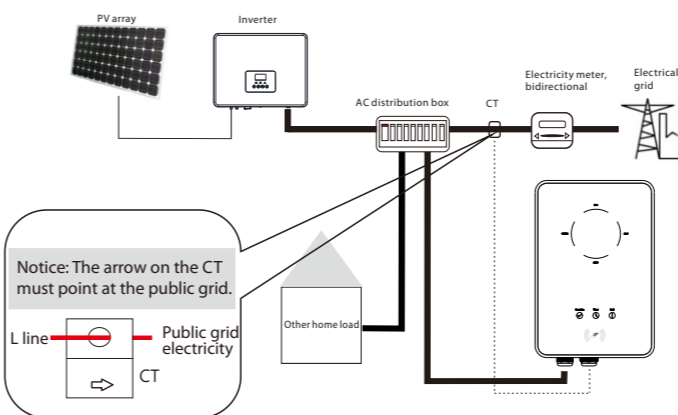 PV array
Inverter
AC distribution box
CT
Electricity meter,
bidirectional
Electrical
grid
Notice: The arrow on the CT
must point at the public grid.
L line
Public grid
electricity
CT
Other home load